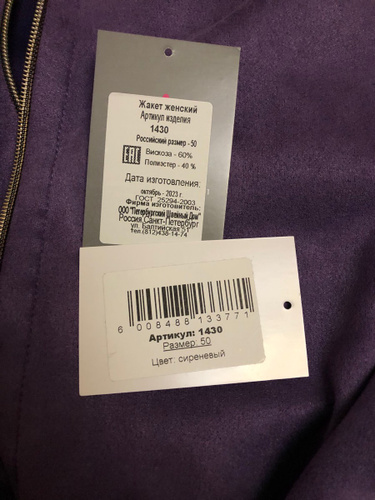 Жакет женский
Артикул изделия
1430
Российский размер - 50
EAC
Вискоза - 60%
Полиэстер - 40 %
Дата изготовления:
октябрь - 2023 г.
ГОСТ 25294-2003
Фирма изготовитель:
ООО "Петербургский Швейный Дом"
Россия,Санкт-Петербург
ул. Балтийская
тел.(812)438-14-74
6 008488 133771
Артикул: 1430
Размер: 50
Цвет: сиреневый